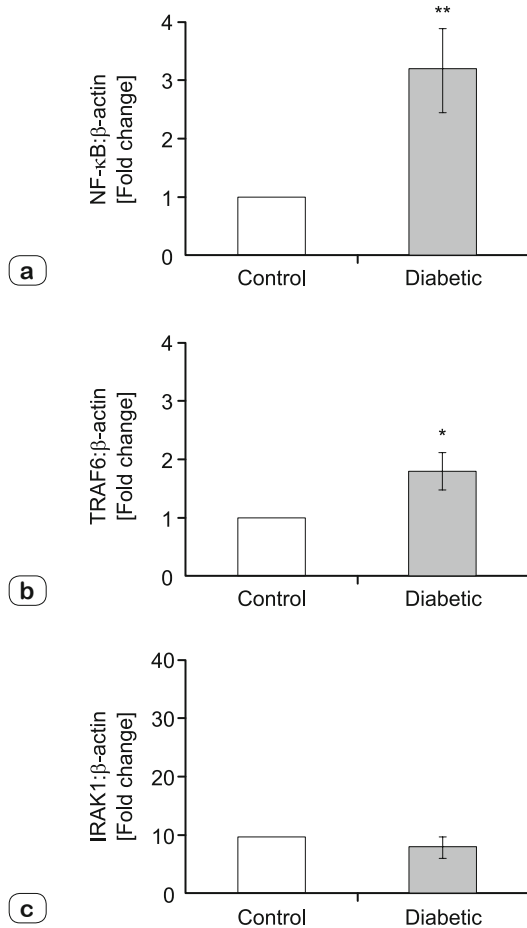 **
4
3
2
1
0
NF-κB:β-actin
[Fold change]
Control Diabetic
a
4
3
2
1
0
TRAF6:β-actin
[Fold change]
*
Control Diabetic
b
40
30
20
10
0
IRAK1:β-actin
[Fold change]
Control Diabetic
c